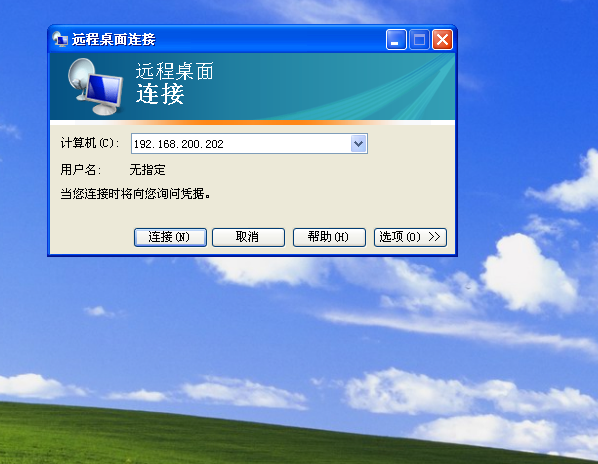 远程桌面连接
远程桌面
连接
计算机(C): 192.168.200.202
用户名: 无指定
当您连接时将向您询问凭据。
连接(N) 取消 帮助(H) 选项(O) >>